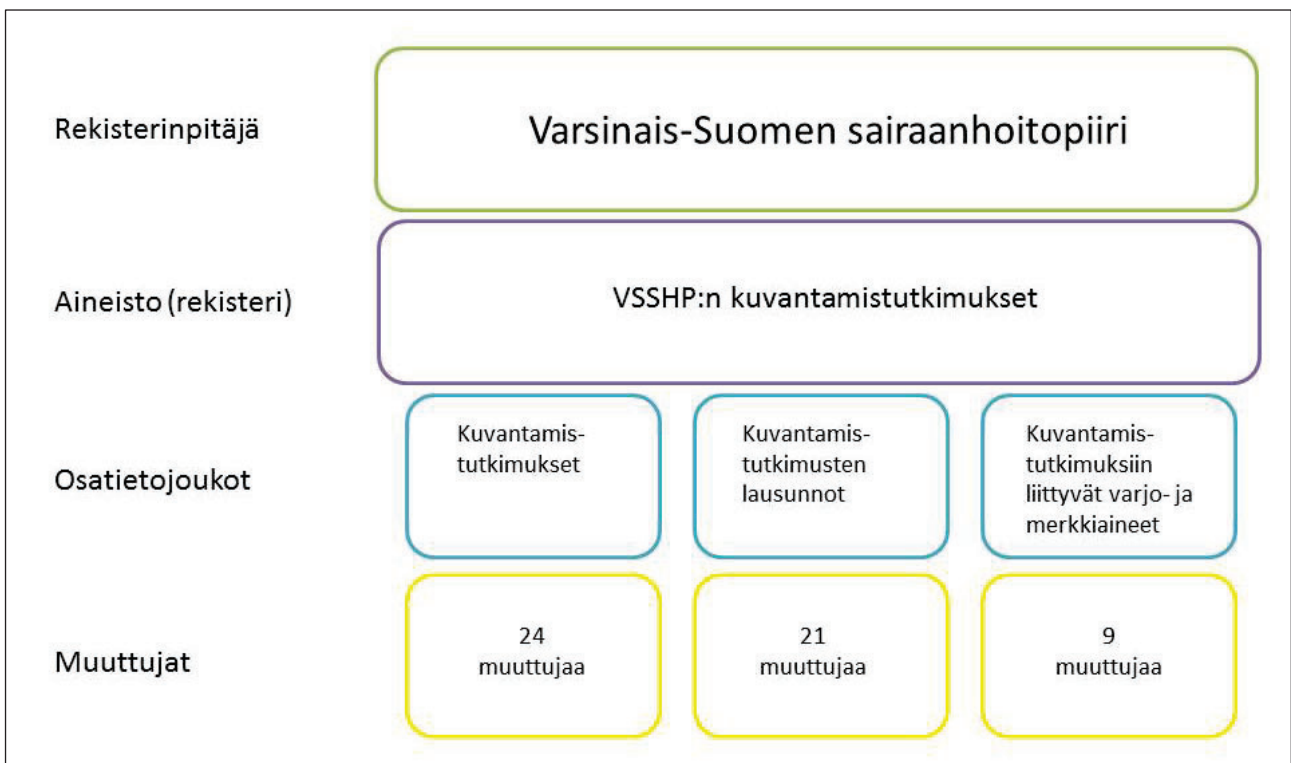 Rekisterinpitäjä
Varsinais-Suomen sairaanhoitopiiri
Aineisto (rekisteri)
VSSHP:n kuvantamistutkimukset
Osatietojoukot
Kuvantamis-
tutkimukset
Kuvantamis-
tutkimusten
lausunnot
Kuvantamis-
tutkimuksiin
liittyvät varjo- ja
merkkiaineet
Muuttujat
24
muuttujaa
21
muuttujaa
9
muuttujaa